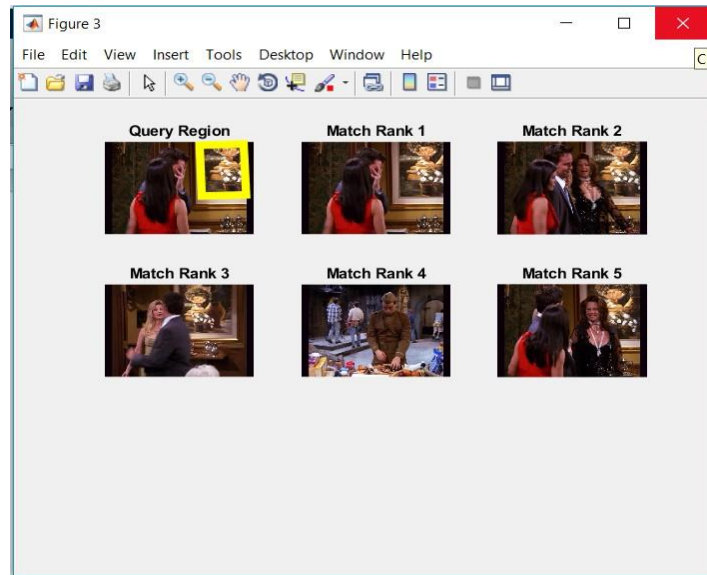 Figure 3
File Edit View Insert Tools Desktop Window Help
C
Query Region Match Rank 1 Match Rank 2
Match Rank 3 Match Rank 4 Match Rank 5